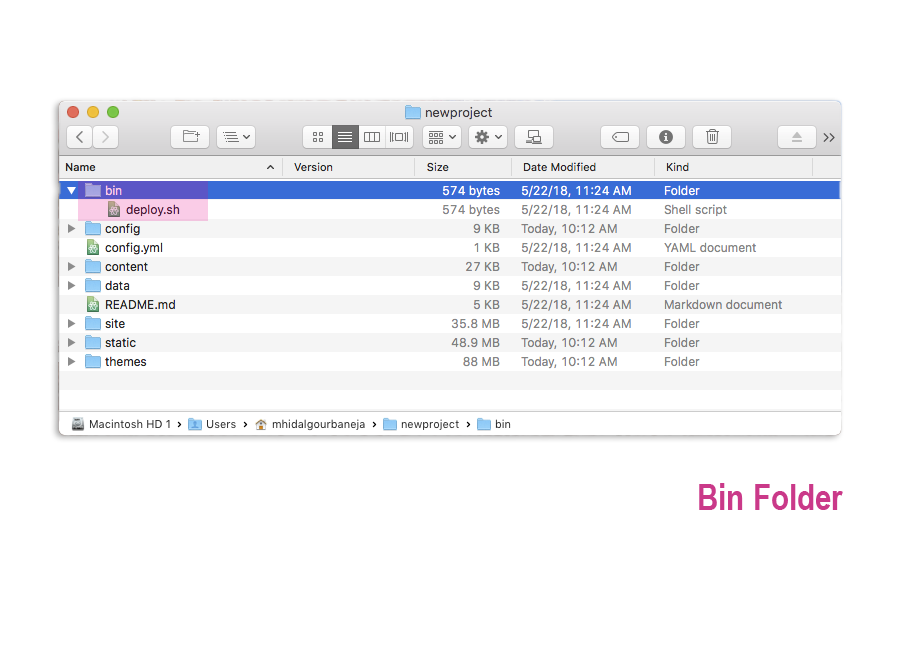 newproject
Name Version Size Date Modified Kind
bin 574 bytes 5/22/18, 11:24 AM Folder
deploy.sh 574 bytes 5/22/18, 11:24 AM Shell script
config 9 KB Today, 10:12 AM Folder
config.yml 1 KB 5/22/18, 11:24 AM YAML document
content 27 KB Today, 10:12 AM Folder
data 9 KB 5/22/18, 11:24 AM Folder
README.md 5 KB 5/22/18, 11:24 AM Markdown document
site 35.8 MB 5/22/18, 11:24 AM Folder
static 48.9 MB Today, 10:12 AM Folder
themes 88 MB Today, 10:12 AM Folder
Macintosh HD 1 › Users › mhidalgourbaneja › newproject › bin
Bin Folder